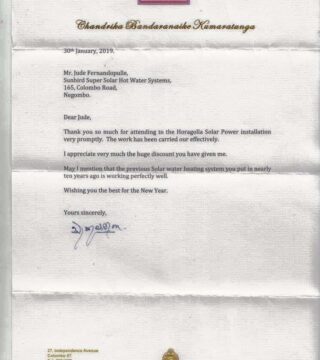 Chandrika Bandaranaike Kumaratunga
30th January, 2019.
Mr. Jude Fernandopulle,
Sunbird Super Solar Hot Water Systems,
165, Colombo Road,
Negombo.
Dear Jude,
Thank you so much for attending to the Horagolla Solar Power installation
very promptly. The work has been carried our effectively.
I appreciate very much the huge discount you have given me.
May I mention that the previous Solar water heating system you put in nearly
ten years ago is working perfectly well.
Wishing you the best for the New Year.
Yours sincerely,
27, Independence Avenue
Colombo 07